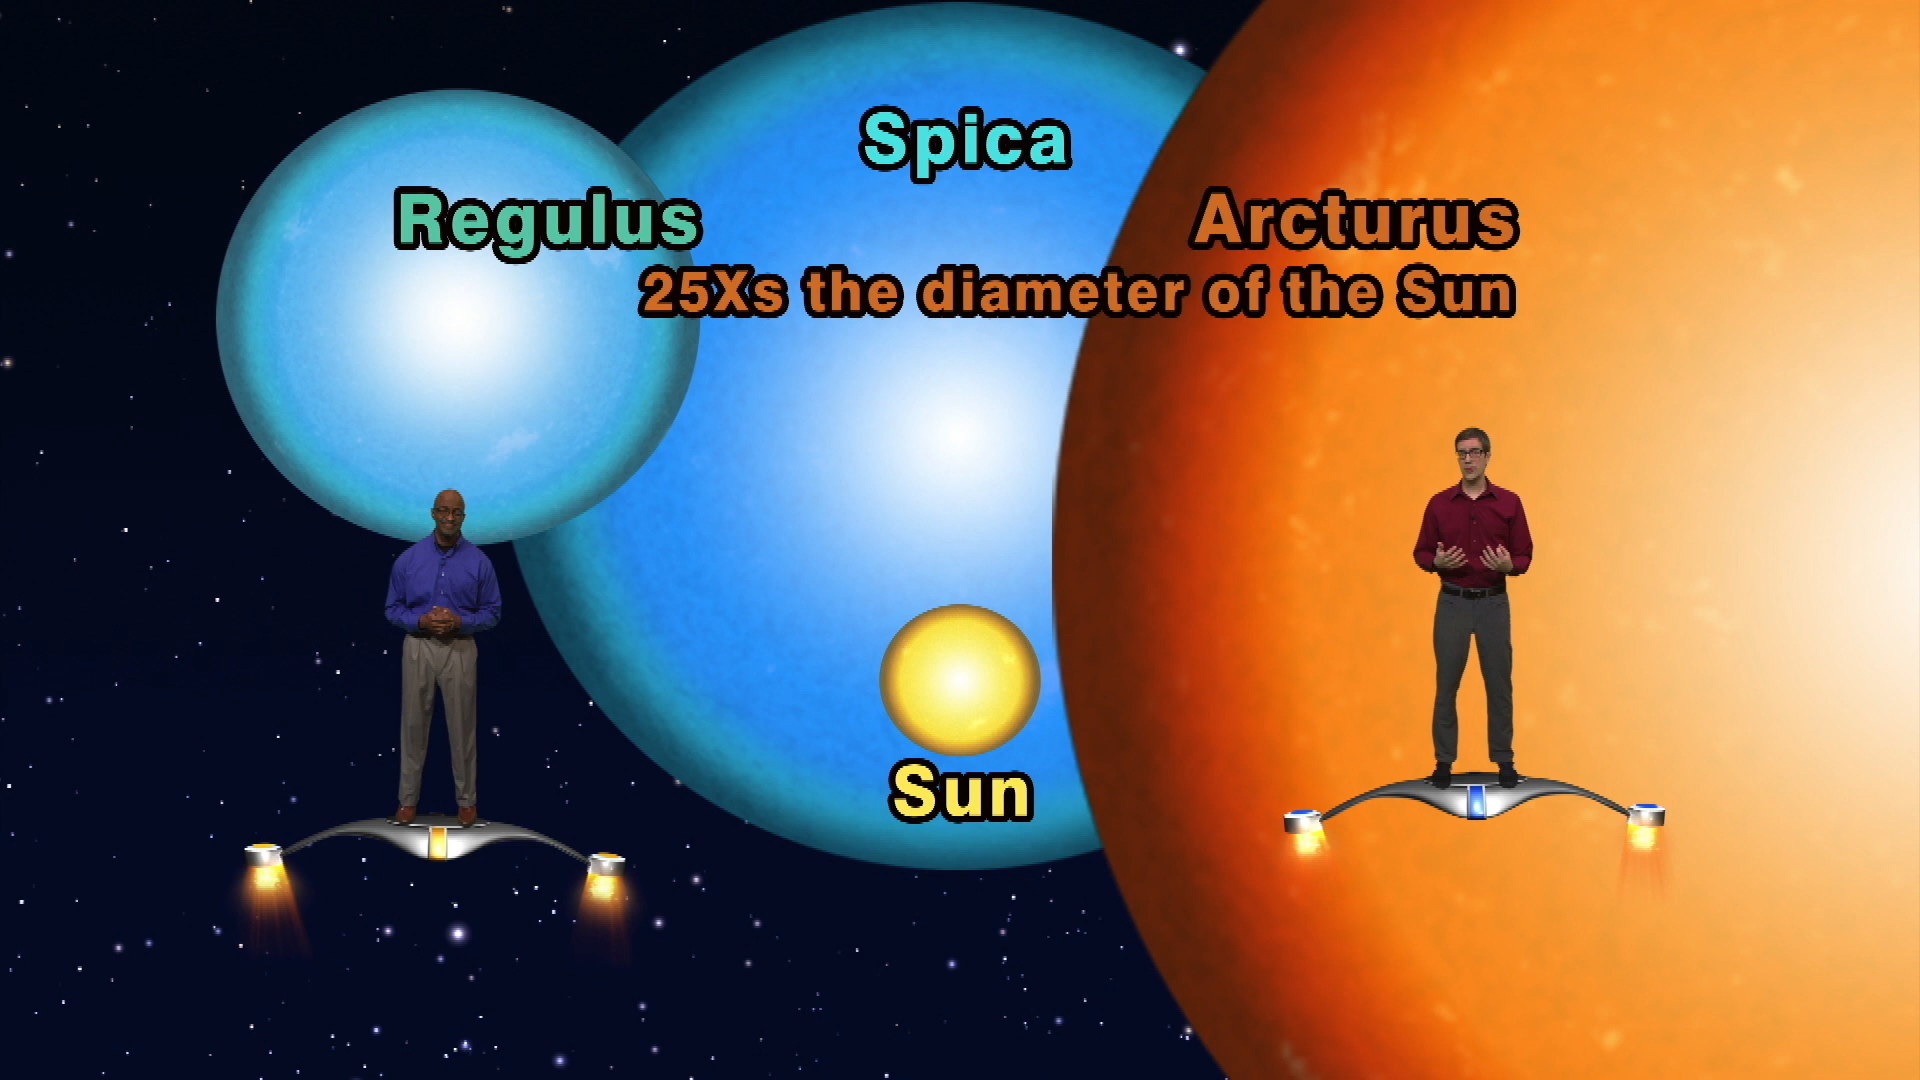 Spica
Regulus
Arcturus
25Xs the diameter of the Sun
Sun